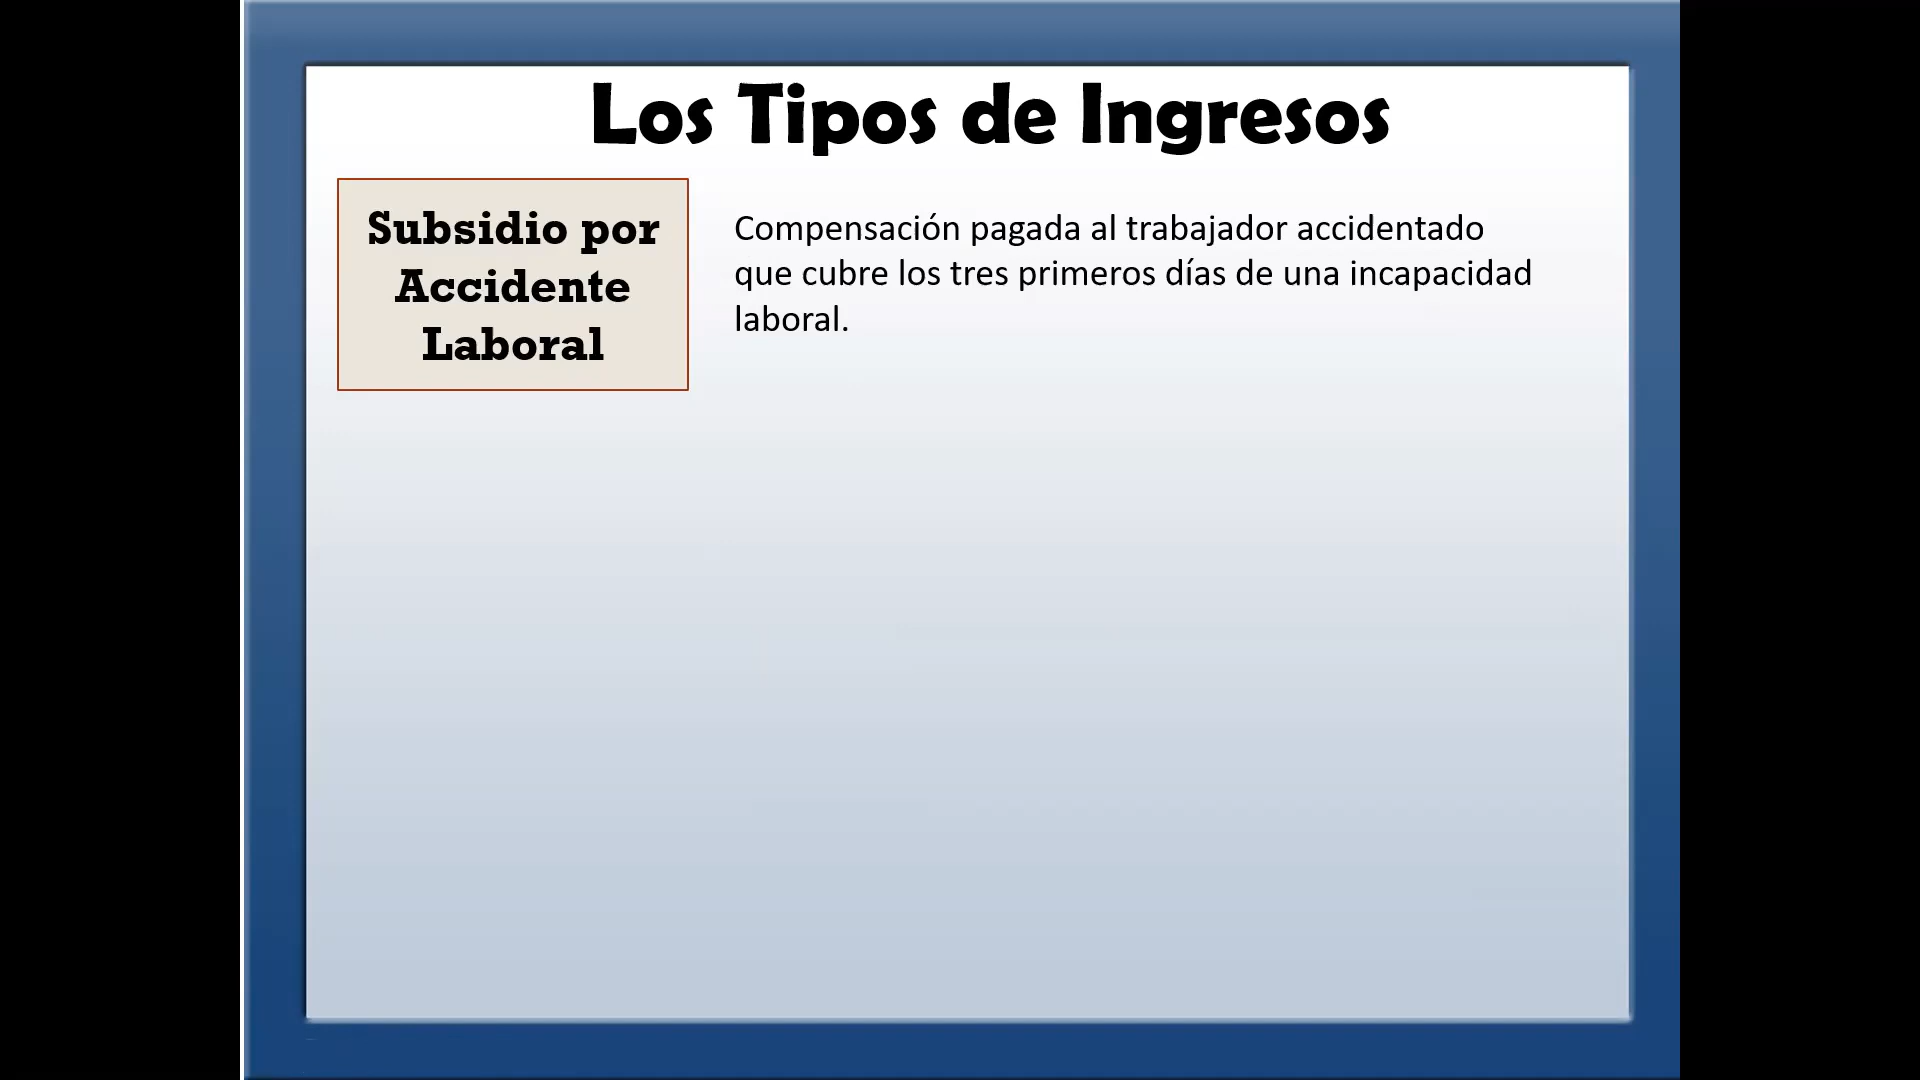 Los Tipos de Ingresos
Subsidio por
Accidente
Laboral
Compensación pagada al trabajador accidentado
que cubre los tres primeros días de una incapacidad
laboral.